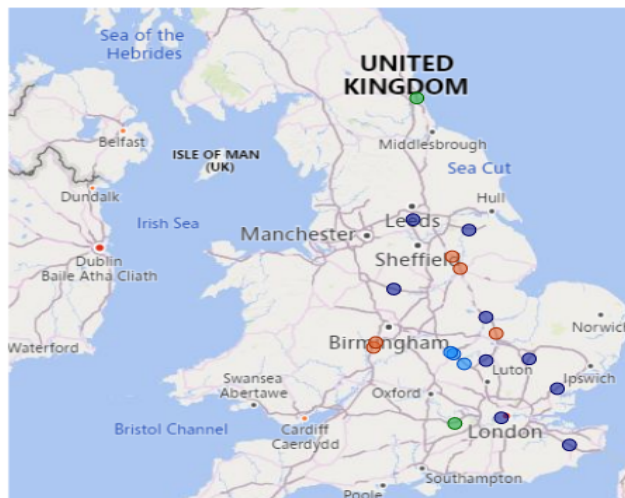 Sea of the
Hebrides
UNITED
KINGDOM
Belfast
ISLE OF MAN
(UK)
Middlesbrough
Sea Cut
Dundalk
Irish Sea
Leeds
Hull
Manchester
Dublin
Baile Atha Cliath
Sheffield
Waterford
Birmingham
Norwich
Luton
Ipswich
Swansea
Abertawe
Oxford
Bristol Channel
Cardiff
Caerdydd
London
Southampton
Poole